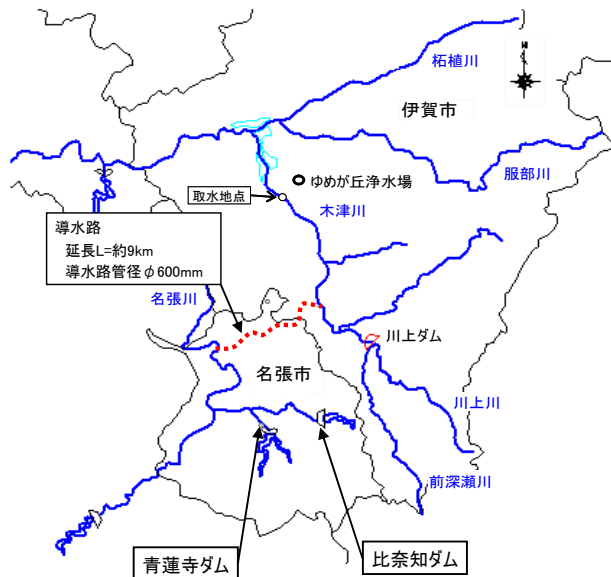 柘植川
伊賀市
服部川
ゆめが丘浄水場
取水地点
木津川
導水路
延長L=約9km
導水路管径φ600mm
名張川
川上ダム
名張市
川上川
前深瀬川
青蓮寺ダム
比奈知ダム